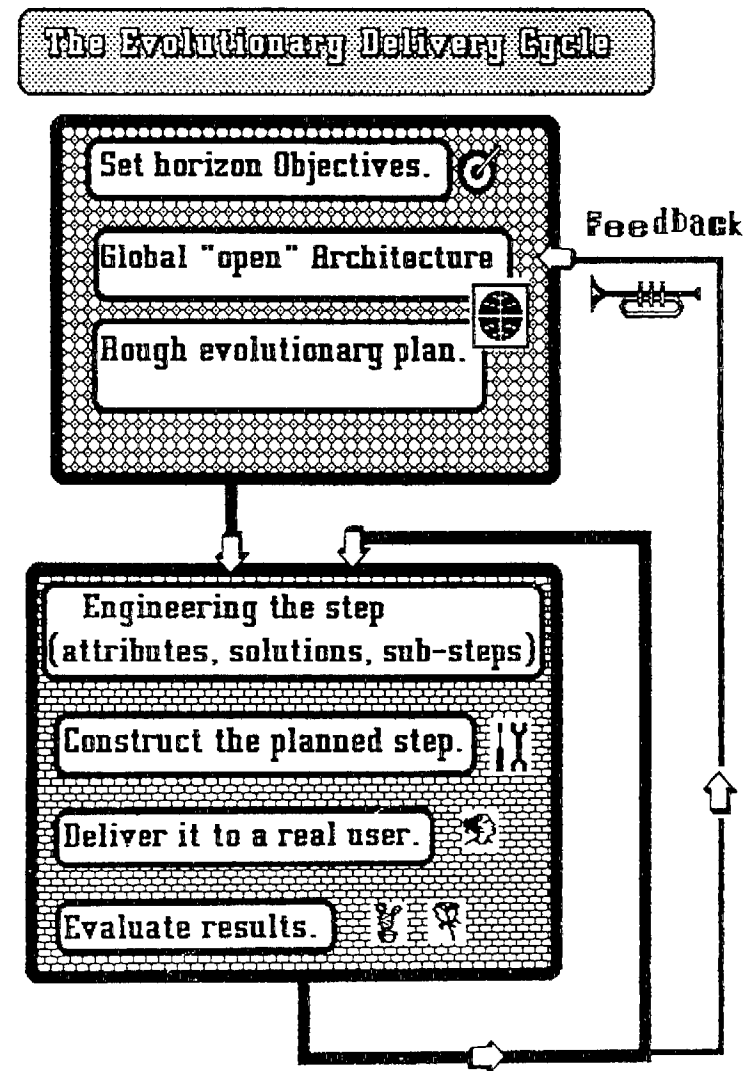 The Evolutionary Delivery Cycle
Set horizon Objectives.
Feedback
Global "open" Architecture
Rough evolutionary plan.
Engineering the step
(attributes, solutions, sub-steps)
Construct the planned step.
Deliver it to a real user.
Evaluate results.